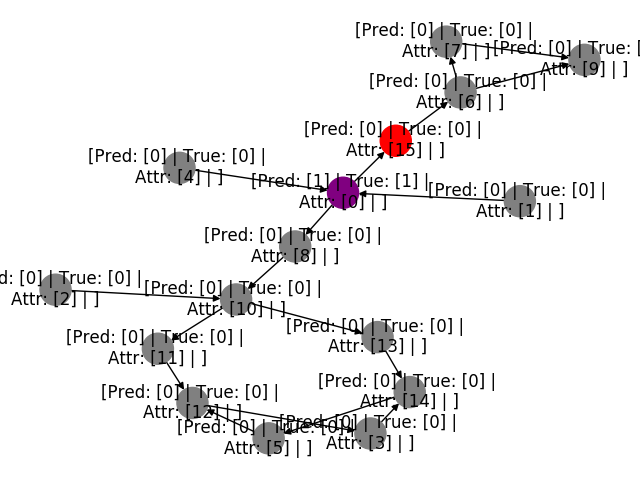 [Pred: [0] | True: [0] |
Attr: [7] | ]
[Pred: [0] | True: [
Attr: [9] | ]
[Pred: [0] | True: [0] |
Attr: [6] | ]
[Pred: [0] | True: [0] |
Attr: [15] | ]
[Pred: [0] | True: [0] |
Attr: [4] | ]
[Pred: [1] | True: [1] |
Attr: [0] | ]
[Pred: [0] | True: [0] |
Attr: [1] | ]
[Pred: [0] | True: [0] |
Attr: [8] | ]
d: [0] | True: [0] |
Attr: [2] | ]
[Pred: [0] | True: [0] |
Attr: [10] | ]
[Pred: [0] | True: [0] |
Attr: [13] | ]
[Pred: [0] | True: [0] |
Attr: [11] | ]
[Pred: [0] | True: [0] |
Attr: [14] | ]
[Pred: [0] | True: [0] |
Attr: [12] | ]
[Pred: [0] | True: [0] |
Attr: [5] | ]
[Pred: [0] | True: [0] |
Attr: [3] | ]